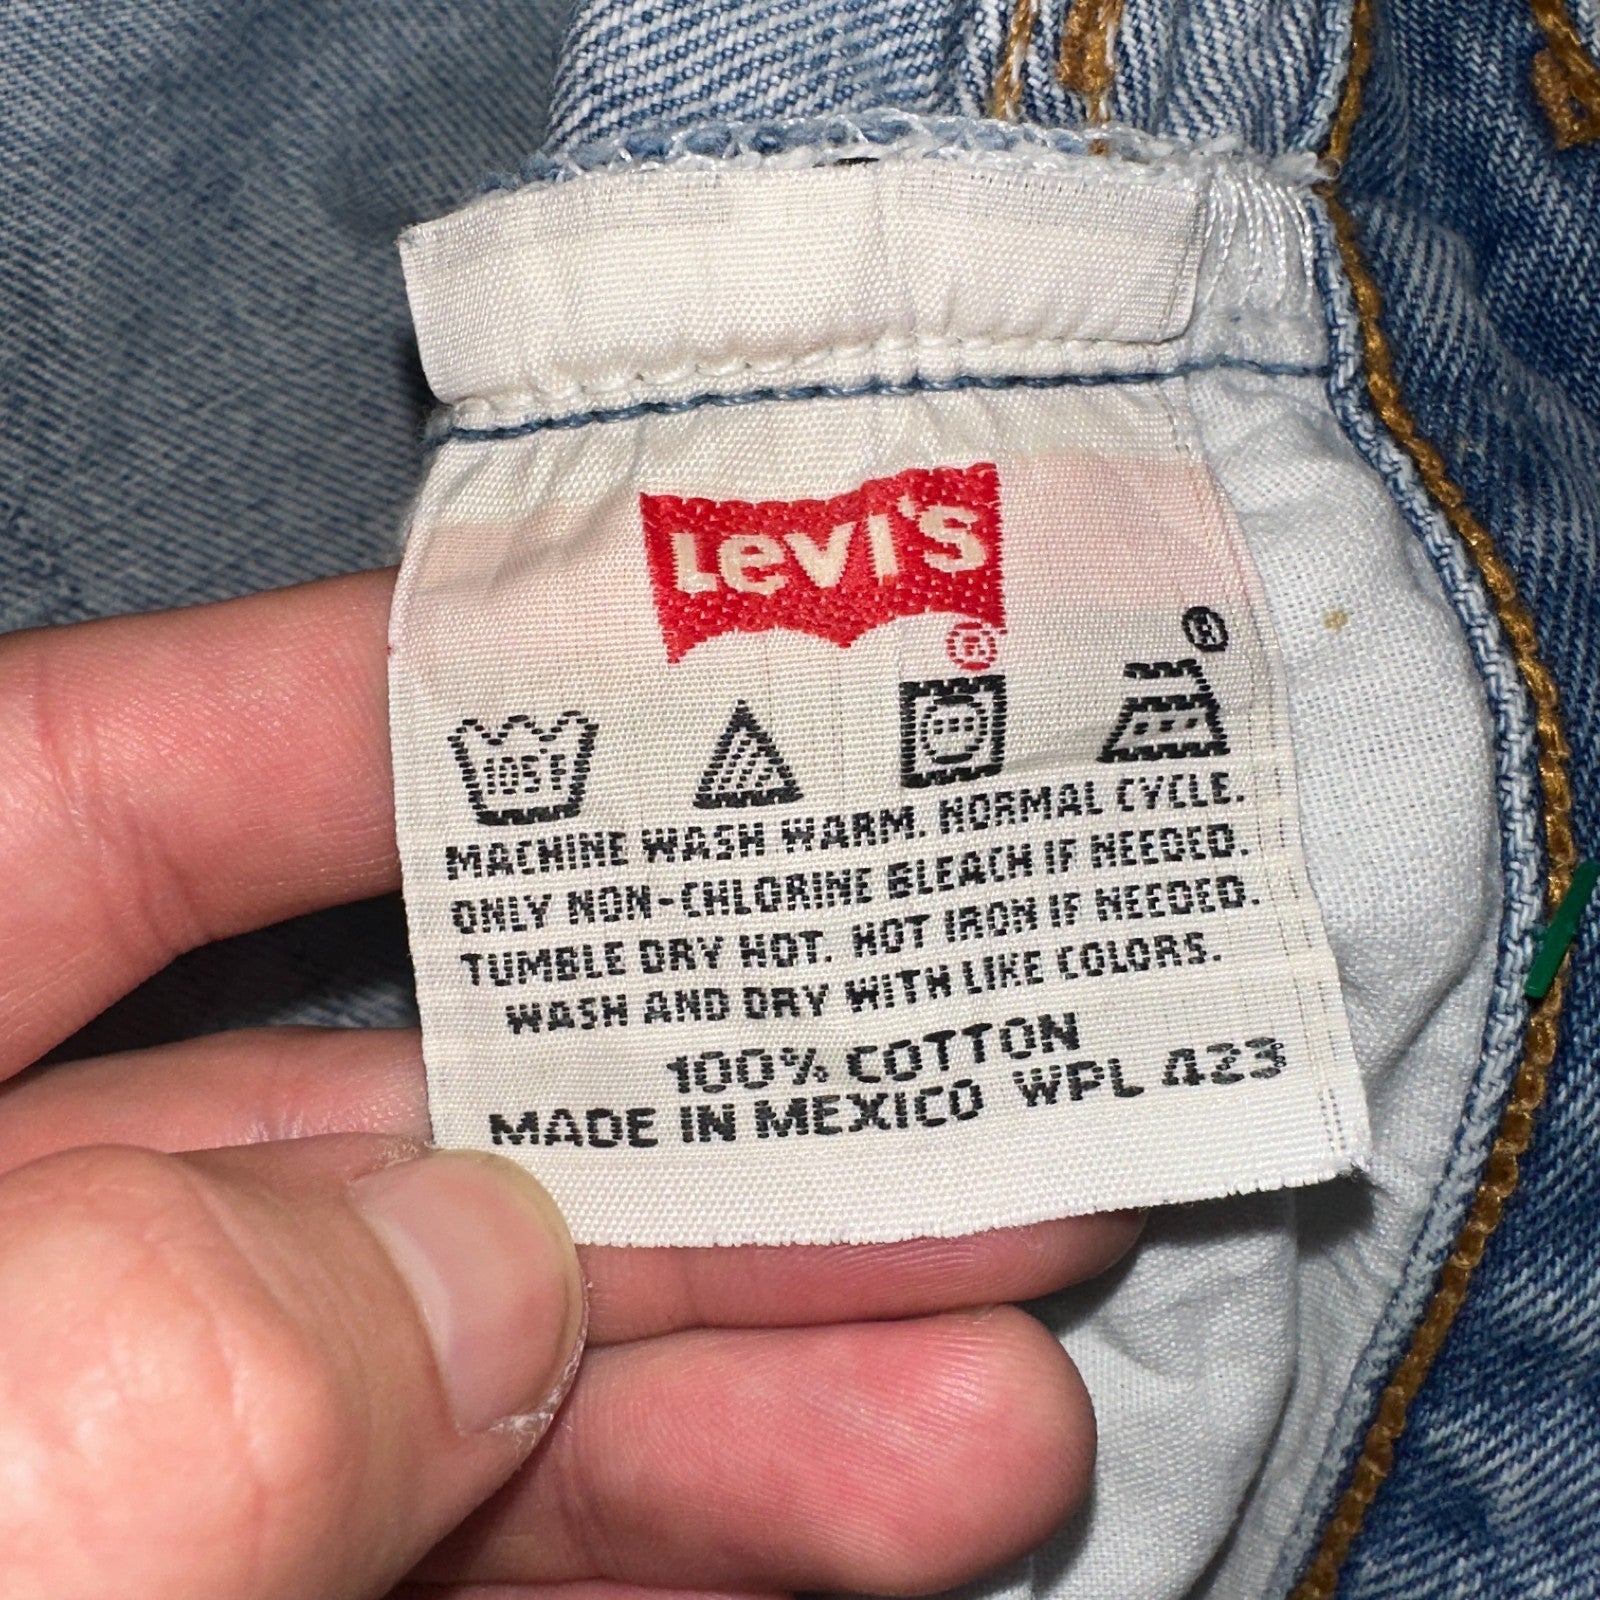 Levi's
®
®
105F
MACHINE WASH WARM. NORMAL CYCLE.
ONLY NON-CHLORINE BLEACH IF NEEDED.
TUMBLE DRY HOT. HOT IRON IF NEEDED.
WASH AND DRY WITH LIKE COLORS.
100% COTTON
MADE IN MEXICO WPL 423